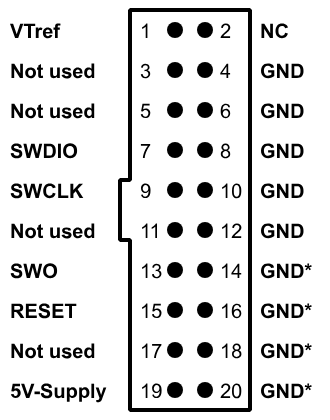 VTref 1 2 NC
Not used 3 4 GND
Not used 5 6 GND
SWDIO 7 8 GND
SWCLK 9 10 GND
Not used 11 12 GND
SWO 13 14 GND*
RESET 15 16 GND*
Not used 17 18 GND*
5V-Supply 19 20 GND*